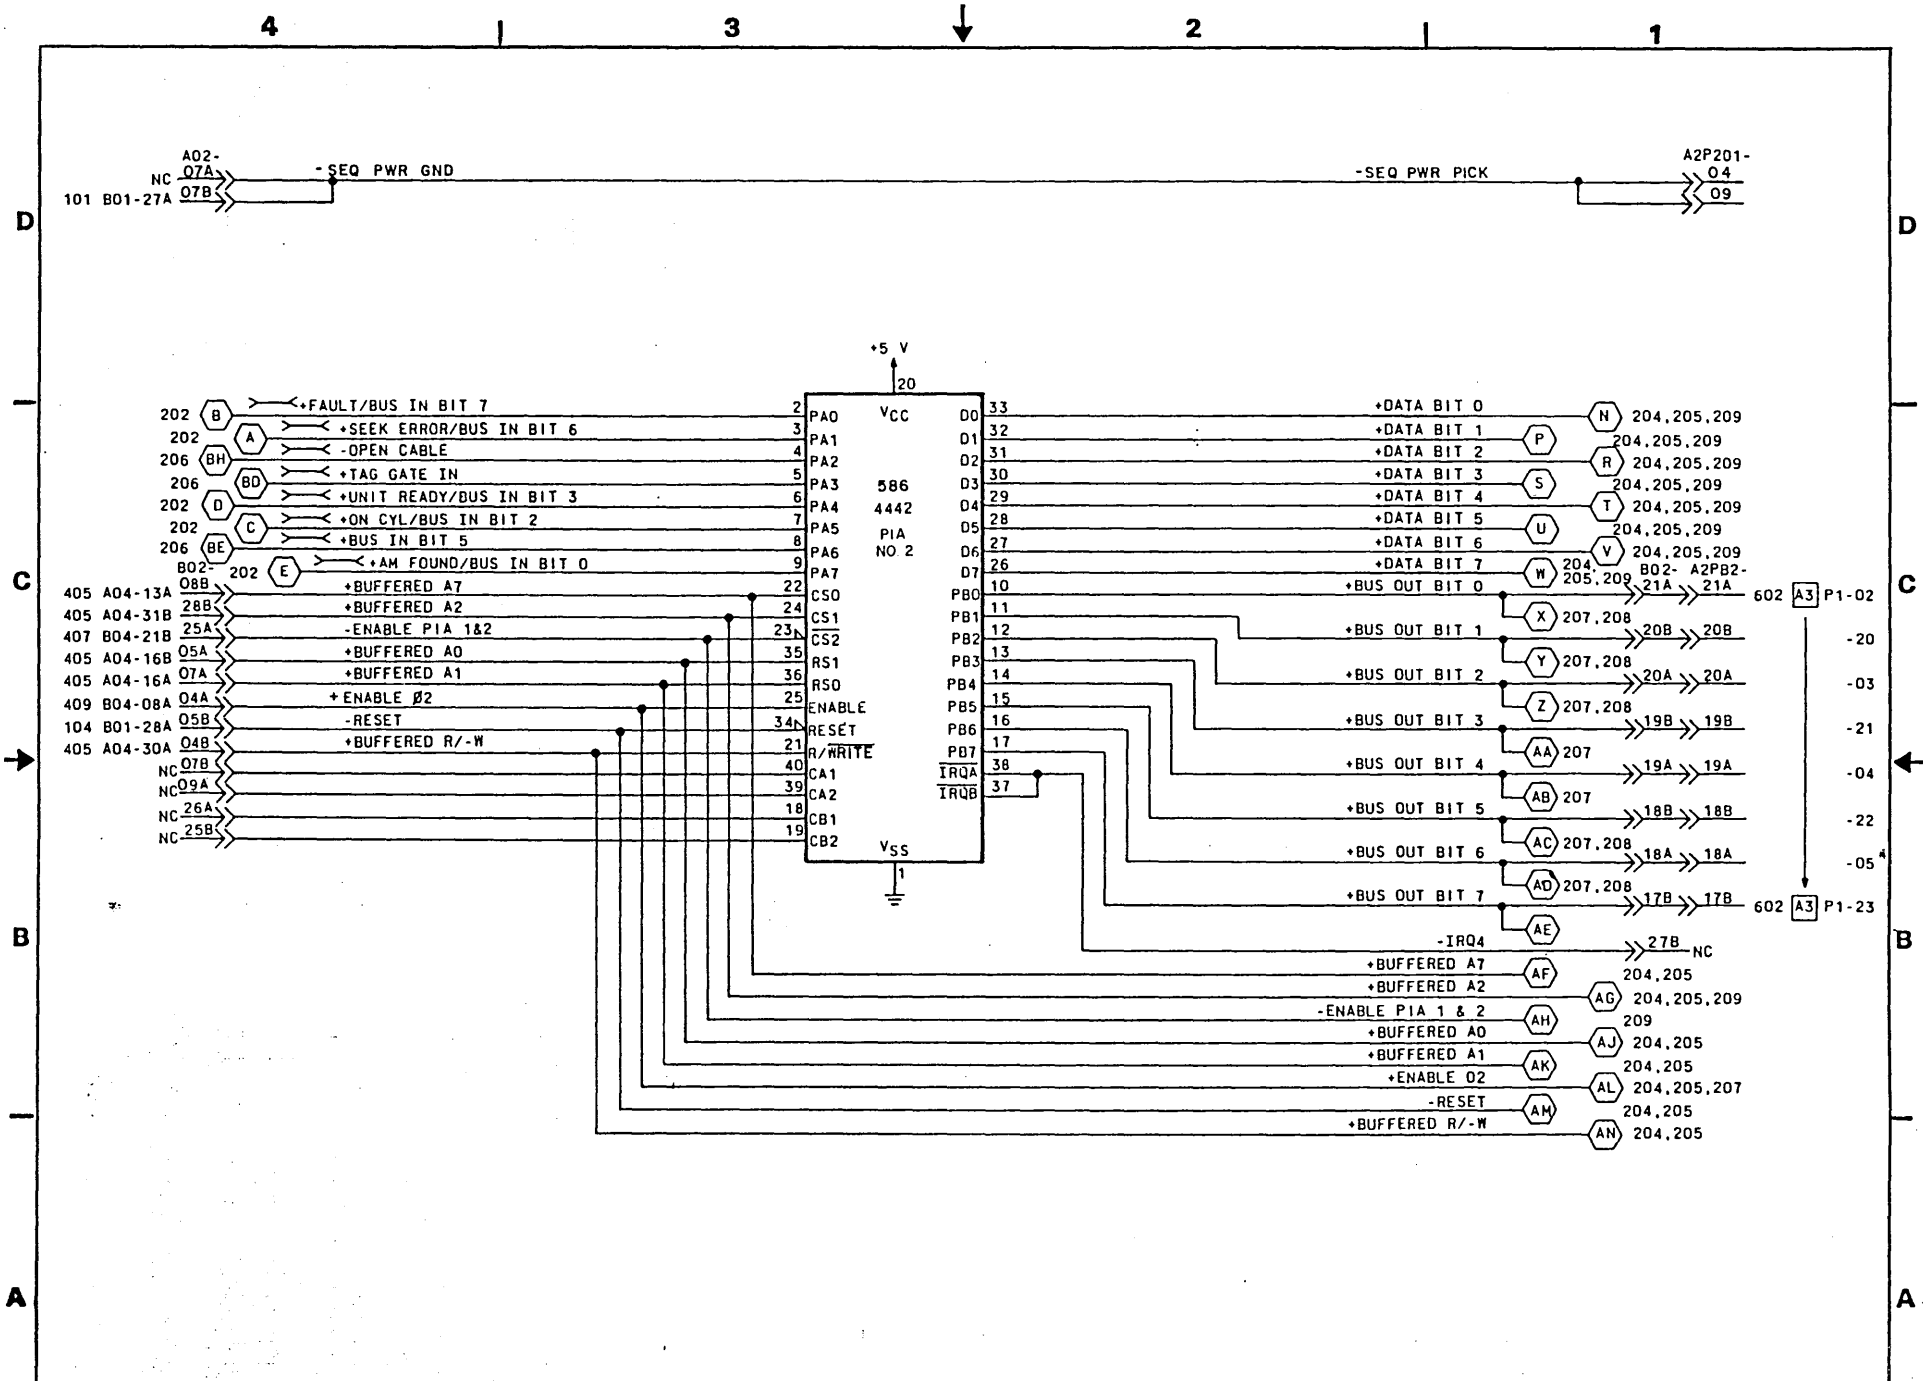 4 3 2 1
A02- A2P201-
NC 07A -SEQ PWR GND -SEQ PWR PICK 04
101 B01-27A 07B 09
D D
+5 V
20
202 B +FAULT/BUS IN BIT 7 2 PA0 VCC D0 33 +DATA BIT 0 N 204,205,209
202 A +SEEK ERROR/BUS IN BIT 6 3 PA1 D1 32 +DATA BIT 1 P 204,205,209
206 BH -OPEN CABLE 4 PA2 D2 31 +DATA BIT 2 R 204,205,209
206 BD +TAG GATE IN 5 PA3 586 D3 30 +DATA BIT 3 S 204,205,209
202 D +UNIT READY/BUS IN BIT 3 6 PA4 4442 D4 29 +DATA BIT 4 T 204,205,209
202 C +ON CYL/BUS IN BIT 2 7 PA5 PIA D5 28 +DATA BIT 5 U 204,205,209
206 BE +BUS IN BIT 5 8 PA6 NO.2 D6 27 +DATA BIT 6 V 204,205,209
B02- 202 E +AM FOUND/BUS IN BIT 0 9 PA7 D7 26 +DATA BIT 7 W 204, 205,209 B02- A2PB2-
C C
405 A04-13A 08B +BUFFERED A7 22 CS0 PB0 10 +BUS OUT BIT 0 21A 21A 602 A3 P1-02
405 A04-31B 28B +BUFFERED A2 24 CS1 PB1 11 X 207,208
407 B04-21B 25A -ENABLE PIA 1&2 23 CS2 PB2 12 +BUS OUT BIT 1 20B 20B -20
405 A04-16B 05A +BUFFERED A0 35 RS1 PB3 13 Y 207,208
405 A04-16A 07A +BUFFERED A1 36 RS0 PB4 14 +BUS OUT BIT 2 20A 20A -03
409 B04-08A 04A +ENABLE Ø2 25 ENABLE PB5 15 Z 207,208
104 B01-28A 05B -RESET 34 RESET PB6 16 +BUS OUT BIT 3 19B 19B -21
405 A04-30A 04B +BUFFERED R/-W 21 R/WRITE PB7 17 AA 207
NC 07B 40 CA1 IRQA 38 +BUS OUT BIT 4 19A 19A -04
NC 09A 39 CA2 IRQB 37 AB 207
NC 26A 18 CB1 +BUS OUT BIT 5 18B 18B -22
NC 25B 19 CB2 AC 207,208
VSS +BUS OUT BIT 6 18A 18A -05
1 AD 207,208
+BUS OUT BIT 7 17B 17B 602 A3 P1-23
AE
B B
-IRQ4 27B NC
+BUFFERED A7 AF 204,205
+BUFFERED A2 AG 204,205,209
-ENABLE PIA 1 & 2 AH 209
+BUFFERED A0 AJ 204,205
+BUFFERED A1 AK 204,205
+ENABLE 02 AL 204,205,207
-RESET AM 204,205
+BUFFERED R/-W AN 204,205
A A